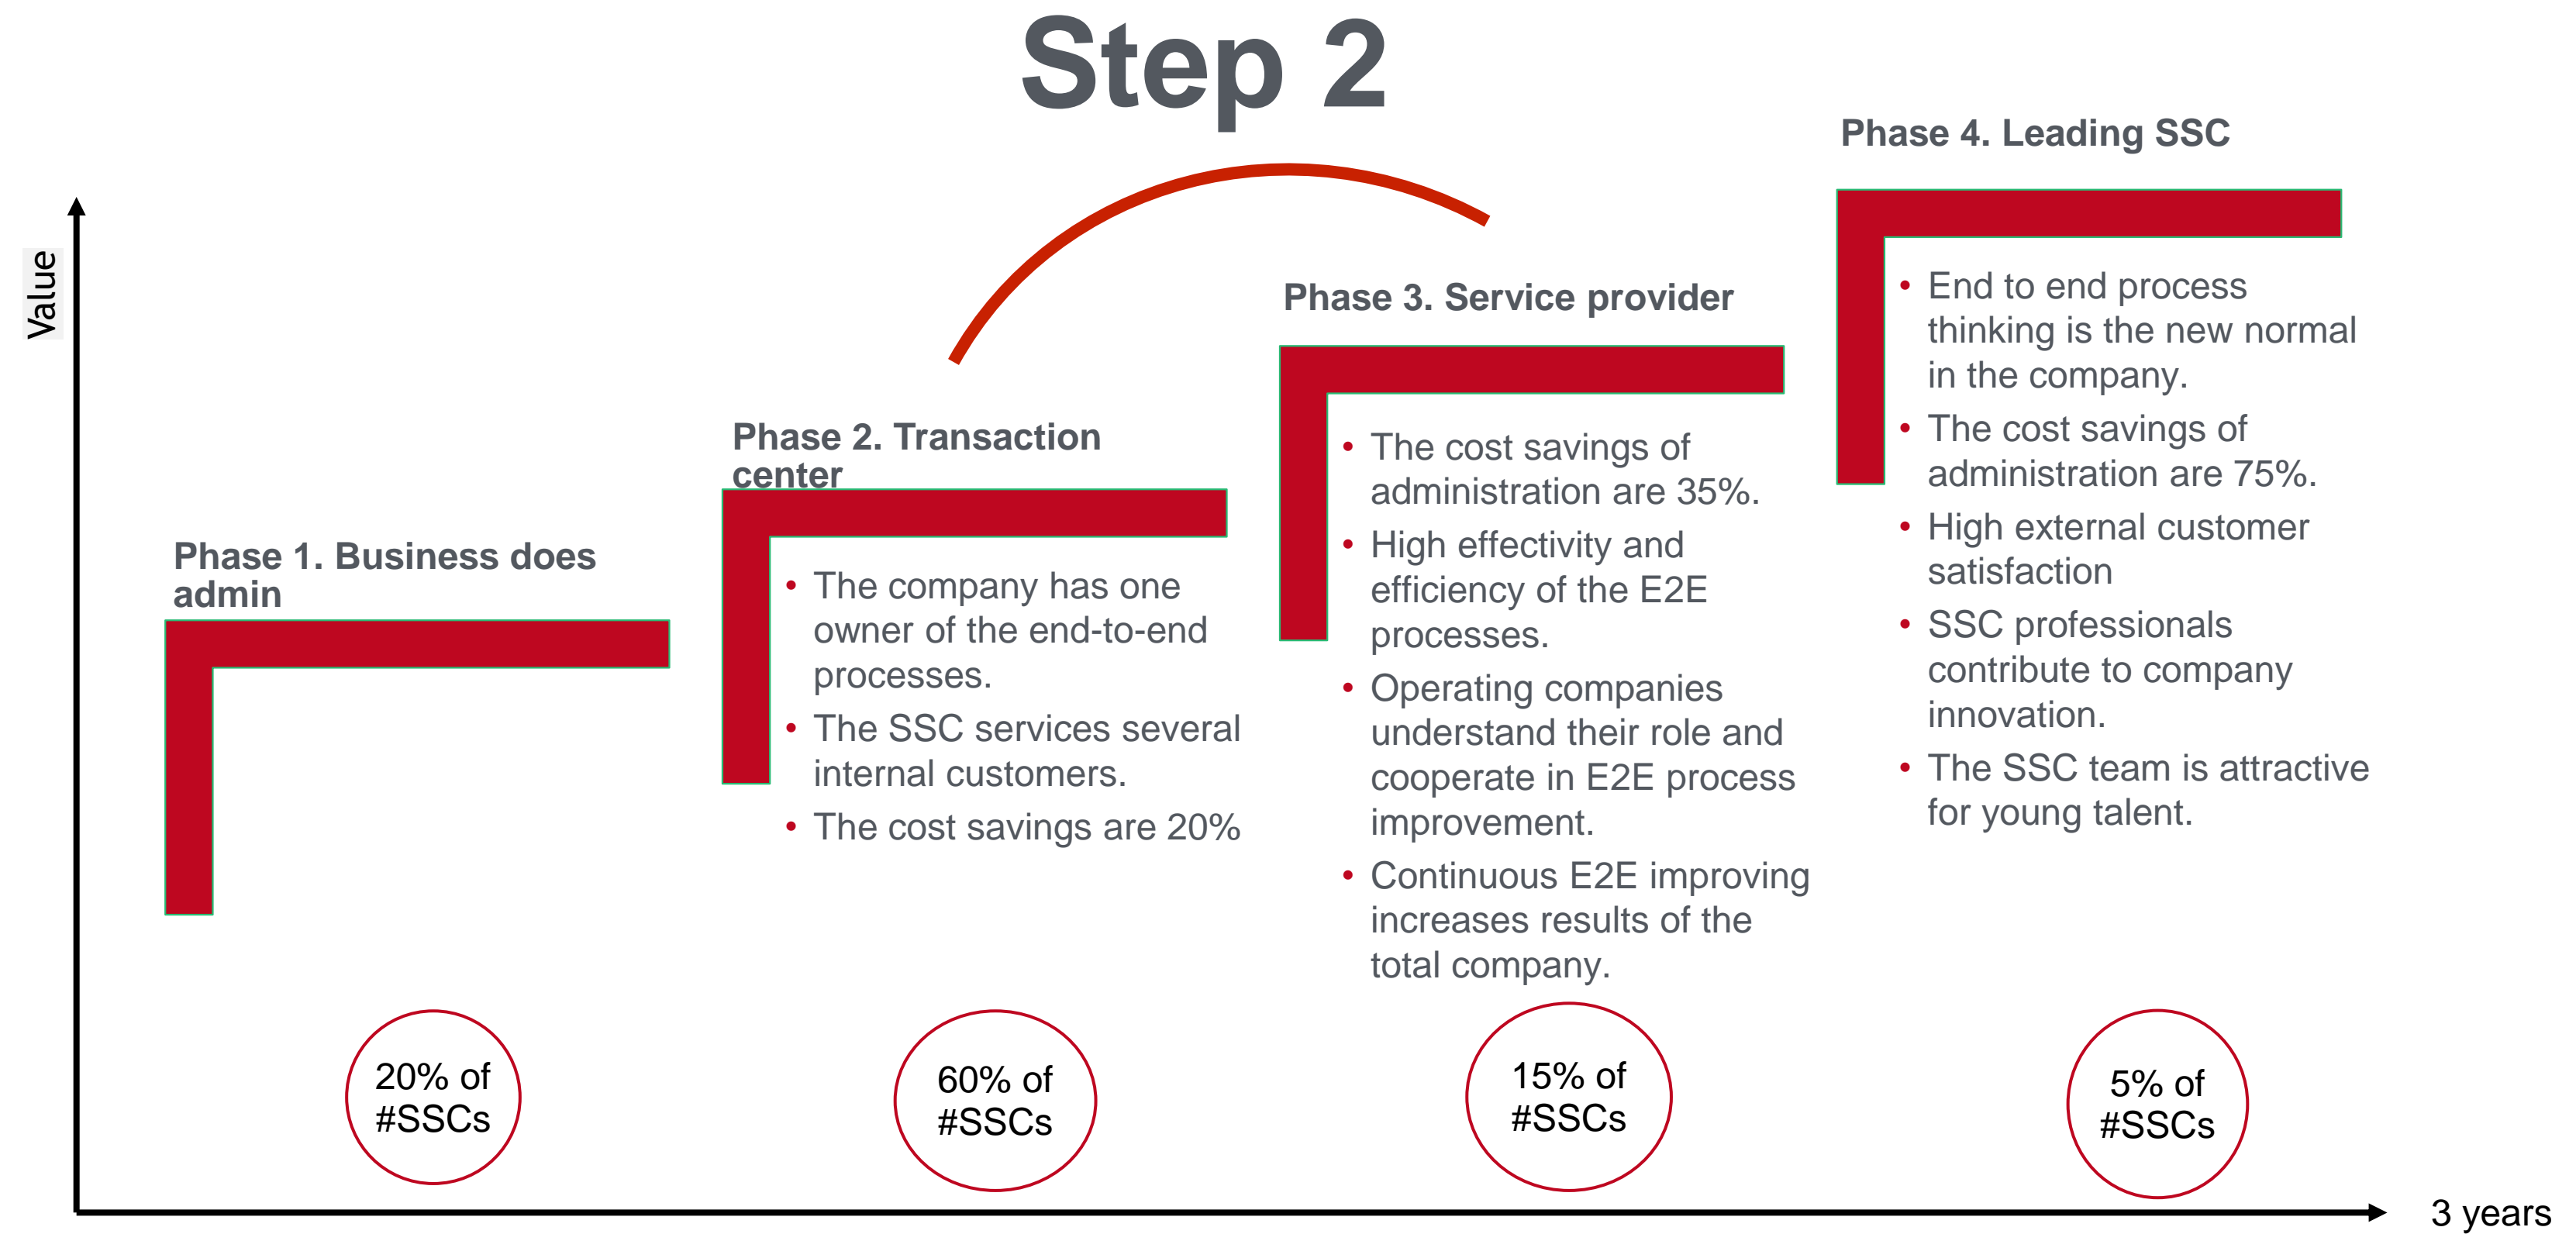 Step 2
Value
Phase 1. Business does
admin
Phase 2. Transaction
center
• The company has one
owner of the end-to-end
processes.
• The SSC services several
internal customers.
• The cost savings are 20%
Phase 3. Service provider
• The cost savings of
administration are 35%.
• High effectivity and
efficiency of the E2E
processes.
• Operating companies
understand their role and
cooperate in E2E process
improvement.
• Continuous E2E improving
increases results of the
total company.
Phase 4. Leading SSC
• End to end process
thinking is the new normal
in the company.
• The cost savings of
administration are 75%.
• High external customer
satisfaction
• SSC professionals
contribute to company
innovation.
• The SSC team is attractive
for young talent.
20% of
#SSCs
60% of
#SSCs
15% of
#SSCs
5% of
#SSCs
3 years